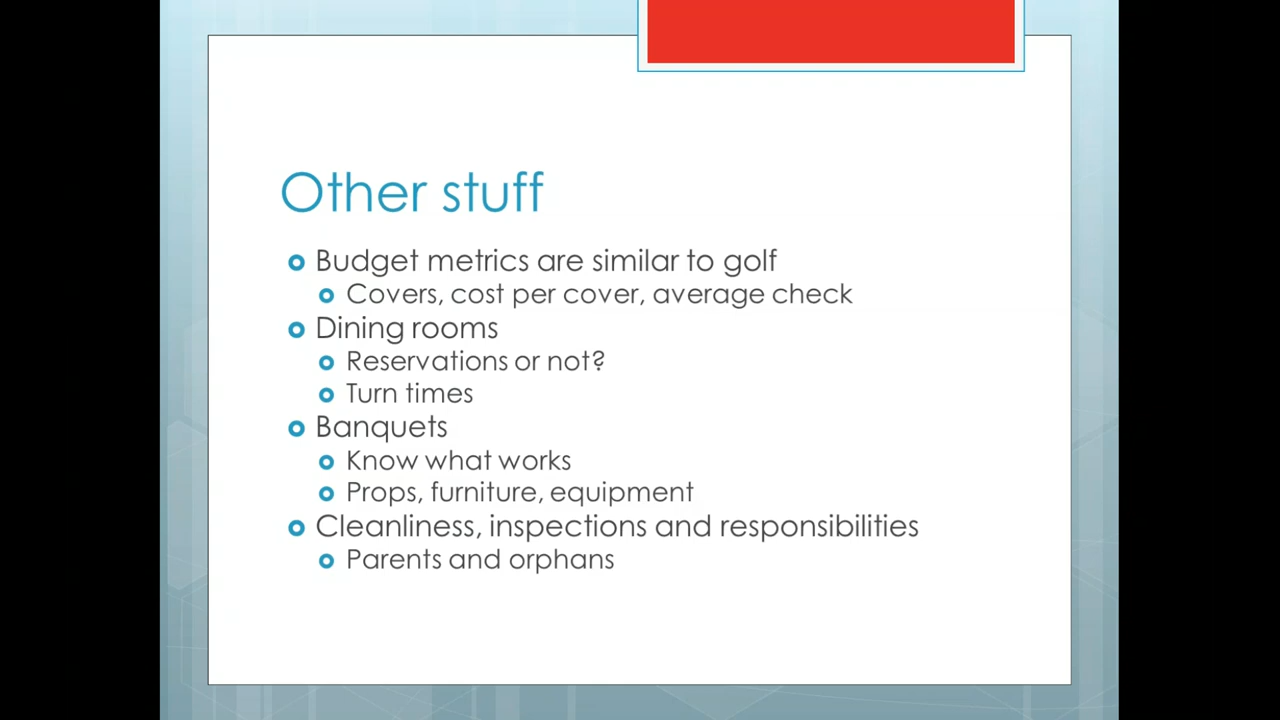 Other stuff
Budget metrics are similar to golf
Covers, cost per cover, average check
Dining rooms
Reservations or not?
Turn times
Banquets
Know what works
Props, furniture, equipment
Cleanliness, inspections and responsibilities
Parents and orphans